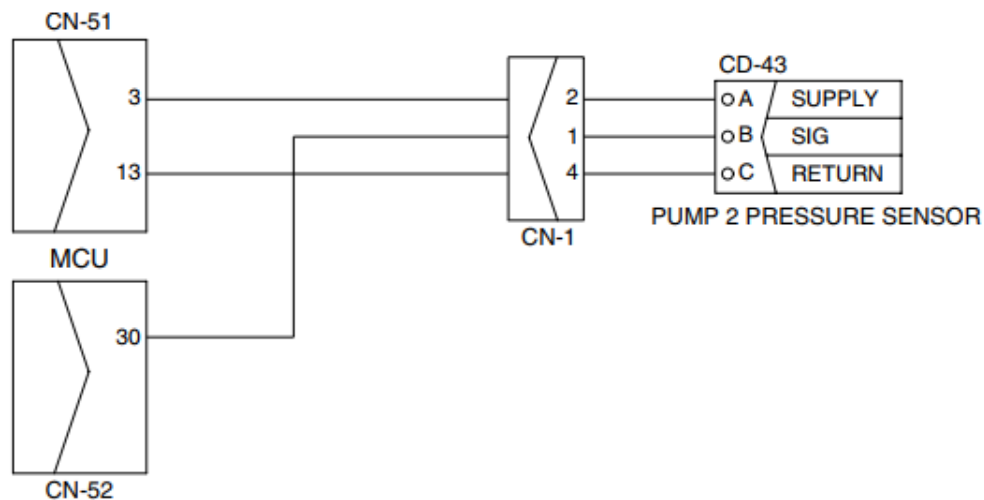 CN-51
CD-43
3
2
A SUPPLY
1
B SIG
13
4
C RETURN
PUMP 2 PRESSURE SENSOR
CN-1
MCU
30
CN-52